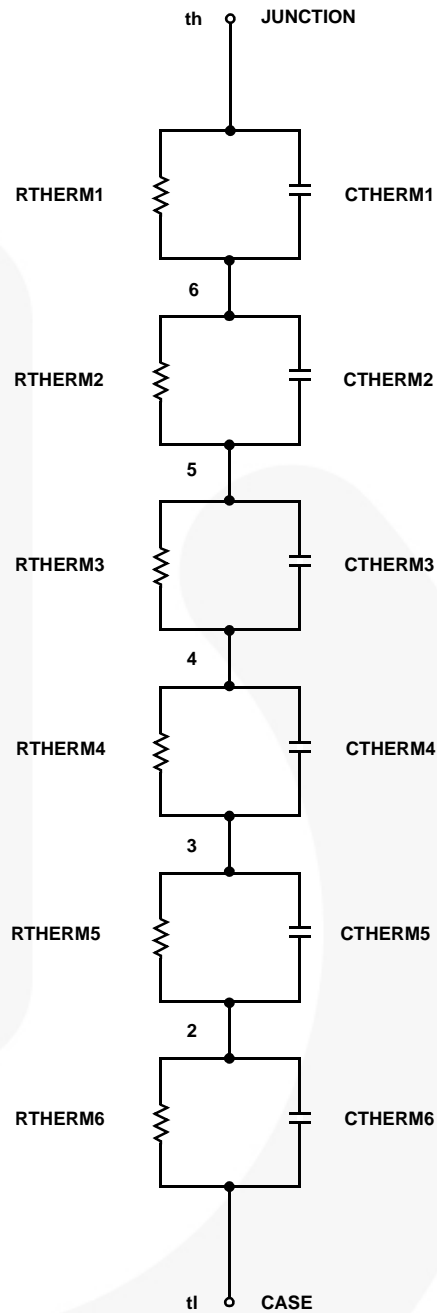 th JUNCTION
RTHERM1 CTHERM1
6
RTHERM2 CTHERM2
5
RTHERM3 CTHERM3
4
RTHERM4 CTHERM4
3
RTHERM5 CTHERM5
2
RTHERM6 CTHERM6
tl CASE